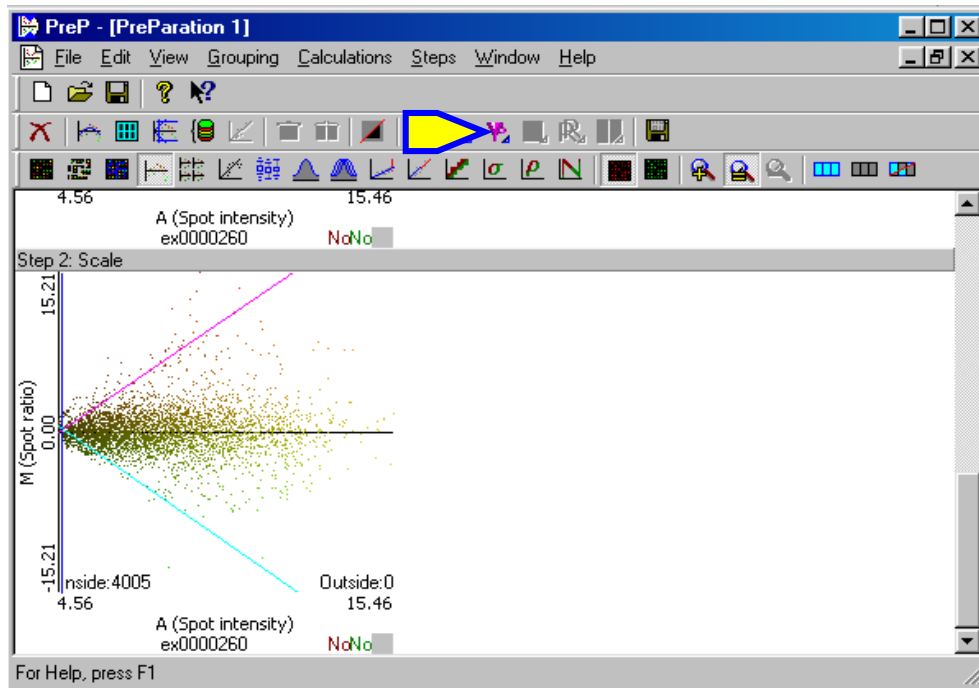 PreP - [PreParation 1]
File Edit View Grouping Calculations Steps Window Help
4.56 15.46
A (Spot intensity)
ex0000260 NoNo
Step 2: Scale
15.21
M (Spot ratio)
0.00
-15.21
nside:4005 Outside:0
4.56 15.46
A (Spot intensity)
ex0000260 NoNo
For Help, press F1